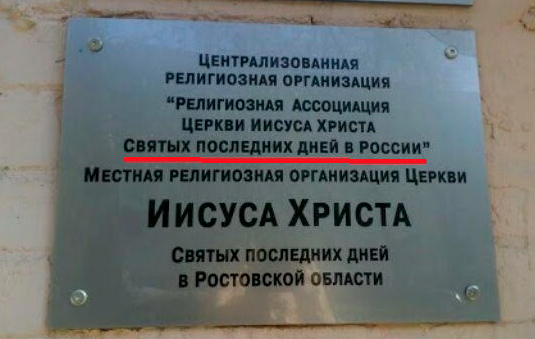 Централизованная
религиозная организация
"Религиозная Ассоциация
Церкви Иисуса Христа
Святых последних дней в России"
Местная религиозная организация Церкви
Иисуса Христа
Святых последних дней
в Ростовской области